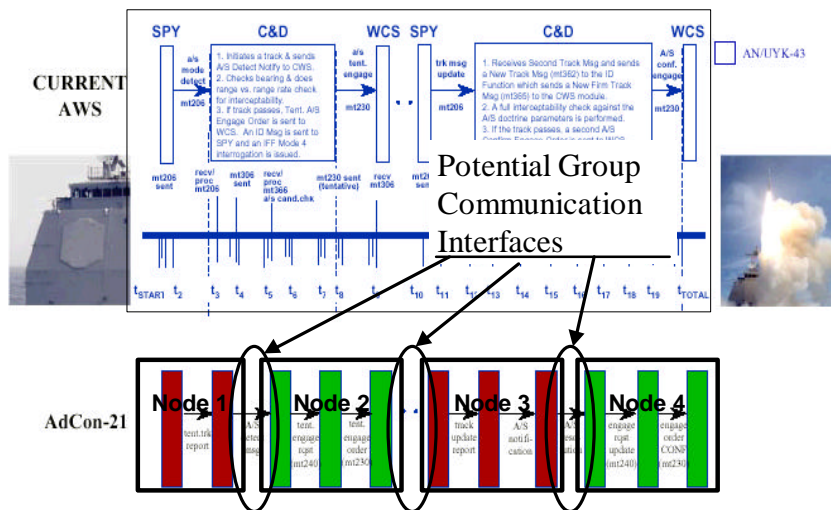 SPY C&D WCS SPY C&D WCS
AN/UYK-43
CURRENT
AWS
a/s
mode
detect
mt206
1. Initiates a track & sends
A/S Detect Notify to CWS.
2. Checks bearing & does
range vs. range rate check
for interceptability.
3. If track passes, Tent. A/S
Engage Order is sent to
WCS. An ID Msg is sent to
SPY and an IFF Mode 4
interrogation is issued.
a/s
tent.
engage
mt230
trk msg
update
mt206
1. Receives Second Track Msg and sends
a New Track Msg (mt362) to the ID
Function which sends a New Firm Track
Msg (mt365) to the CWS module.
2. A full interceptability check against the
A/S doctrine parameters is performed.
3. If the track passes, a second A/S
A/S
conf.
engage
mt230
mt206
sent
recv/
proc
mt206
mt306
sent
recv/
proc
mt366
a/s cand.chk
mt230 sent
(tentative)
recv
mt306
Potential Group
Communication
Interfaces
tSTART t2 t3 t4 t5 t6 t7 t8 t10 t11 t12 t13 t14 t15 t16 t17 t18 t19 tTOTAL
AdCon-21
Node 1 Node 2 Node 3 Node 4
tent.trk
report
A/S
tent.
engage
rqst
(mt240)
tent.
engage
order
(mt230)
track
update
report
A/S
notifi-
cation
A/S
engage
rqst
update
(mt240)
engage
order
CONF
(mt230)